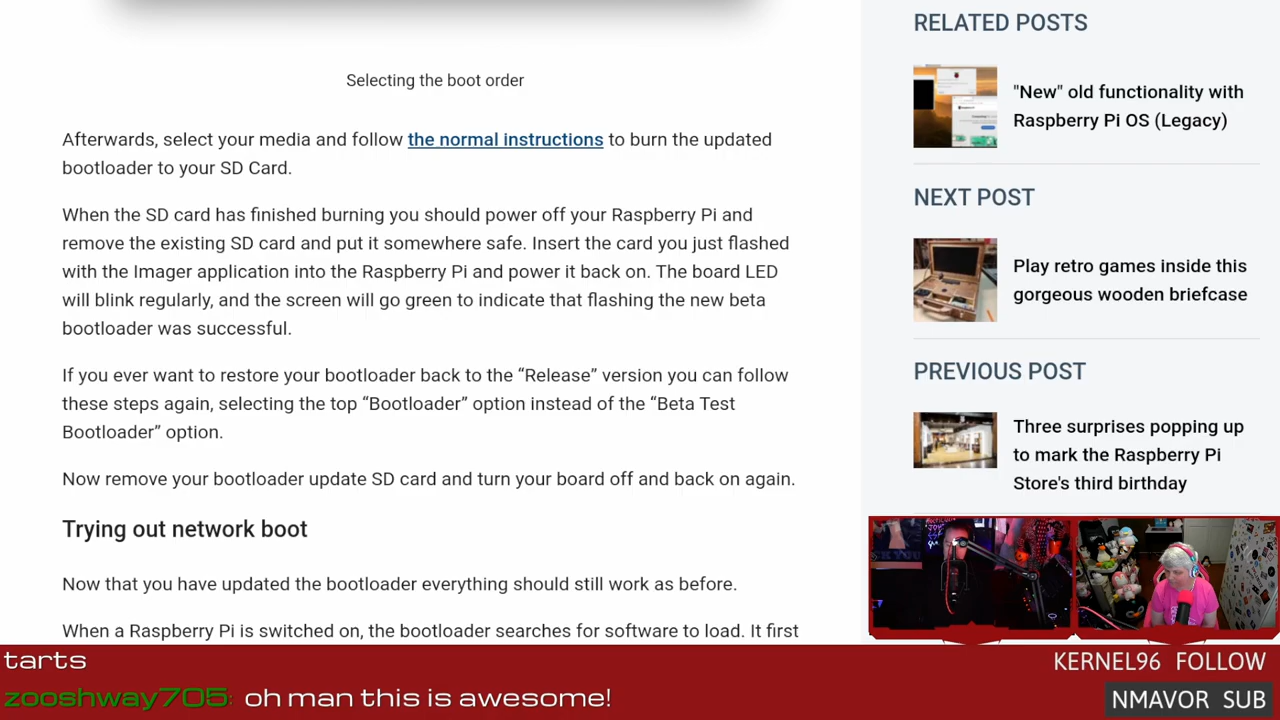 Selecting the boot order
Afterwards, select your media and follow the normal instructions to burn the updated
bootloader to your SD Card.
When the SD card has finished burning you should power off your Raspberry Pi and
remove the existing SD card and put it somewhere safe. Insert the card you just flashed
with the Imager application into the Raspberry Pi and power it back on. The board LED
will blink regularly, and the screen will go green to indicate that flashing the new beta
bootloader was successful.
If you ever want to restore your bootloader back to the “Release” version you can follow
these steps again, selecting the top “Bootloader” option instead of the “Beta Test
Bootloader” option.
Now remove your bootloader update SD card and turn your board off and back on again.
Trying out network boot
Now that you have updated the bootloader everything should still work as before.
When a Raspberry Pi is switched on, the bootloader searches for software to load. It first
RELATED POSTS
"New" old functionality with
Raspberry Pi OS (Legacy)
NEXT POST
Play retro games inside this
gorgeous wooden briefcase
PREVIOUS POST
Three surprises popping up
to mark the Raspberry Pi
Store's third birthday
tarts
zooshway705: oh man this is awesome!
KERNEL96 FOLLOW
NMAVOR SUB